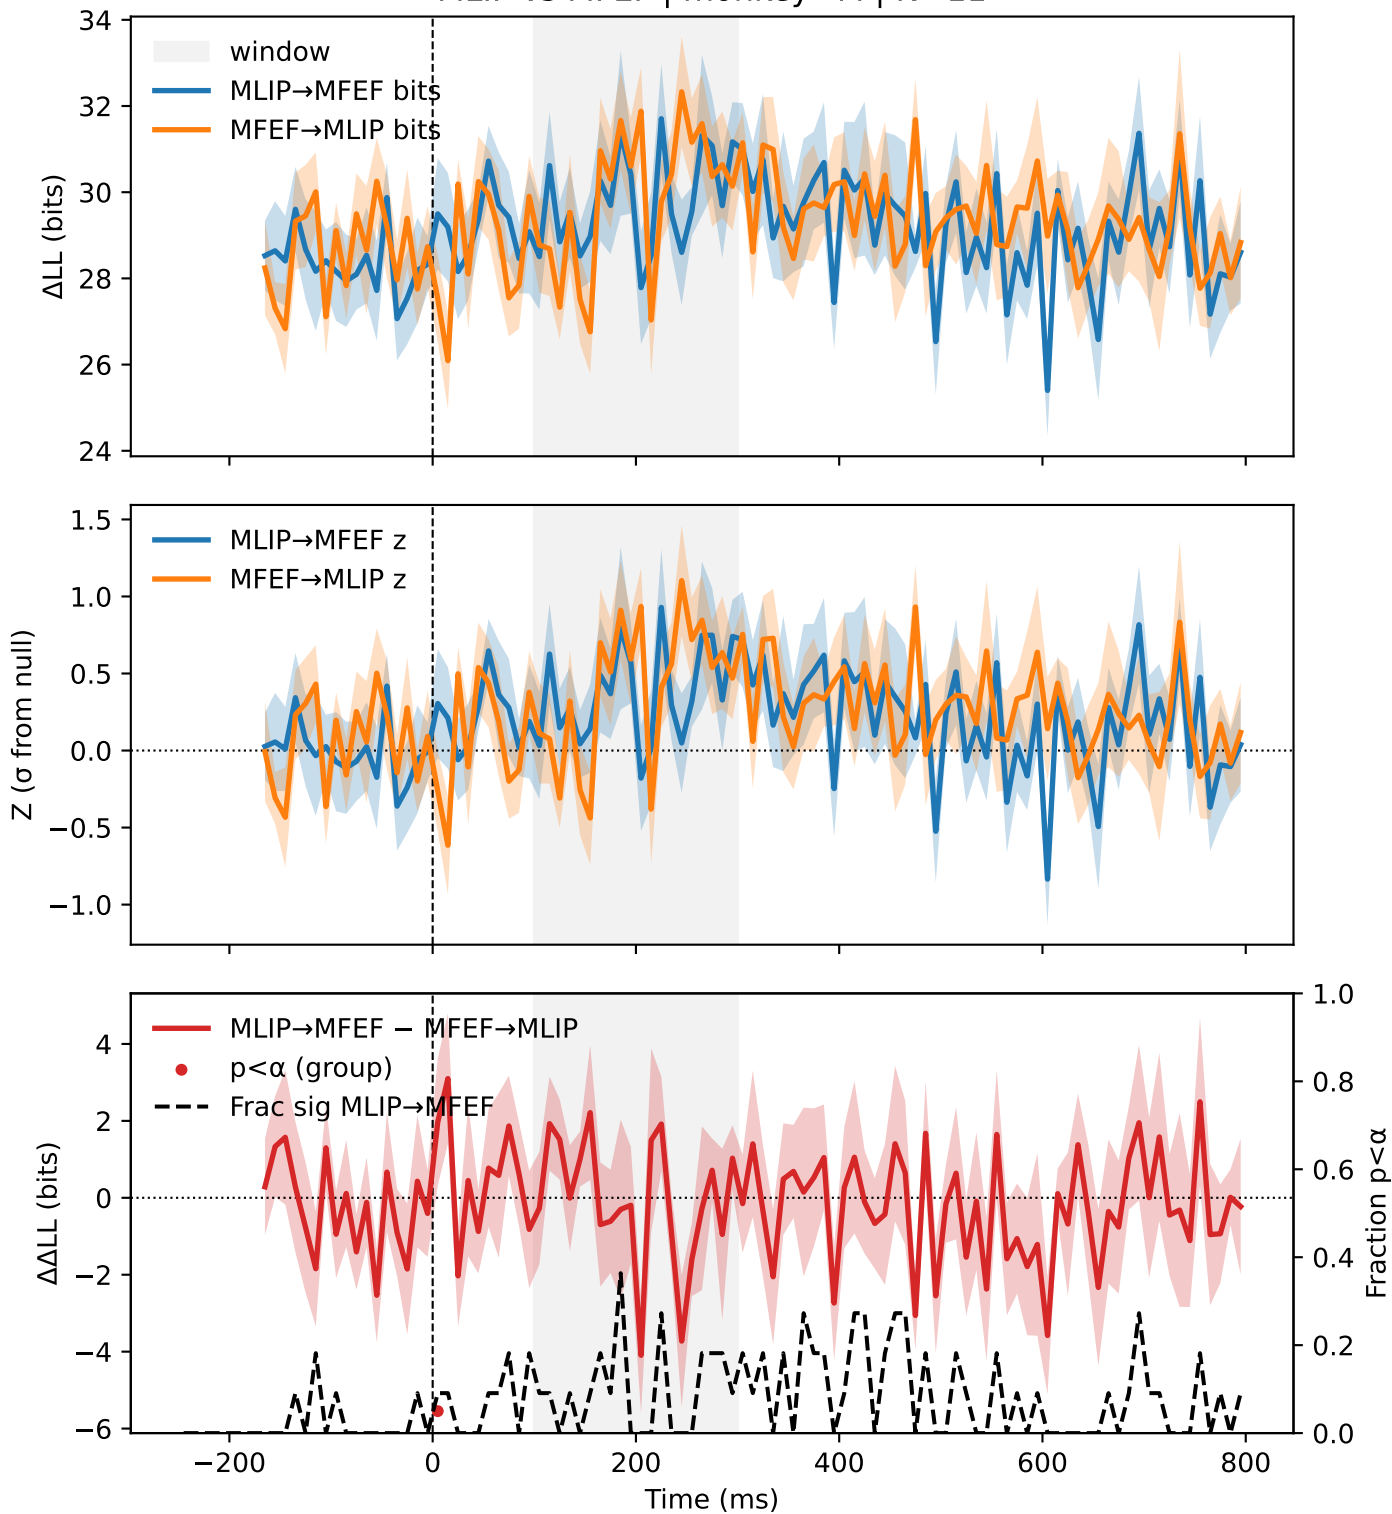 34
32
30
28
26
24
ΔLL (bits)
window
MLIP→MFEF bits
MFEF→MLIP bits
1.5
1.0
0.5
0.0
−0.5
−1.0
Z (σ from null)
MLIP→MFEF z
MFEF→MLIP z
4
2
0
−2
−4
−6
ΔΔLL (bits)
MLIP→MFEF − MFEF→MLIP
p<α (group)
Frac sig MLIP→MFEF
1.0
0.8
0.6
0.4
0.2
0.0
Fraction p<α
−200 0 200 400 600 800
Time (ms)